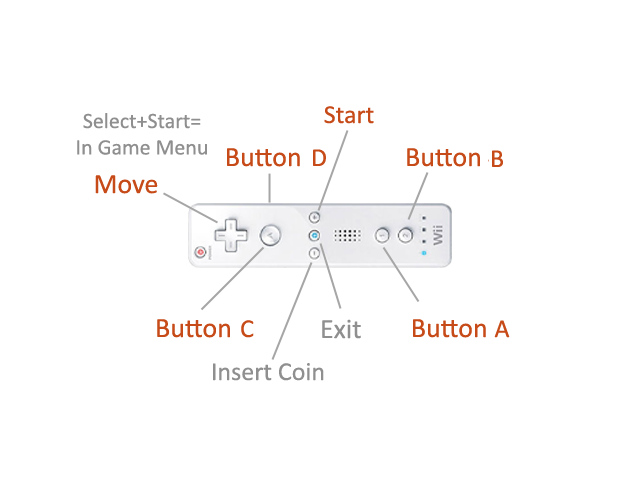 Start
Select+Start=
In Game Menu
Button D
Button B
Move
Wii
Button C
Exit
Button A
Insert Coin